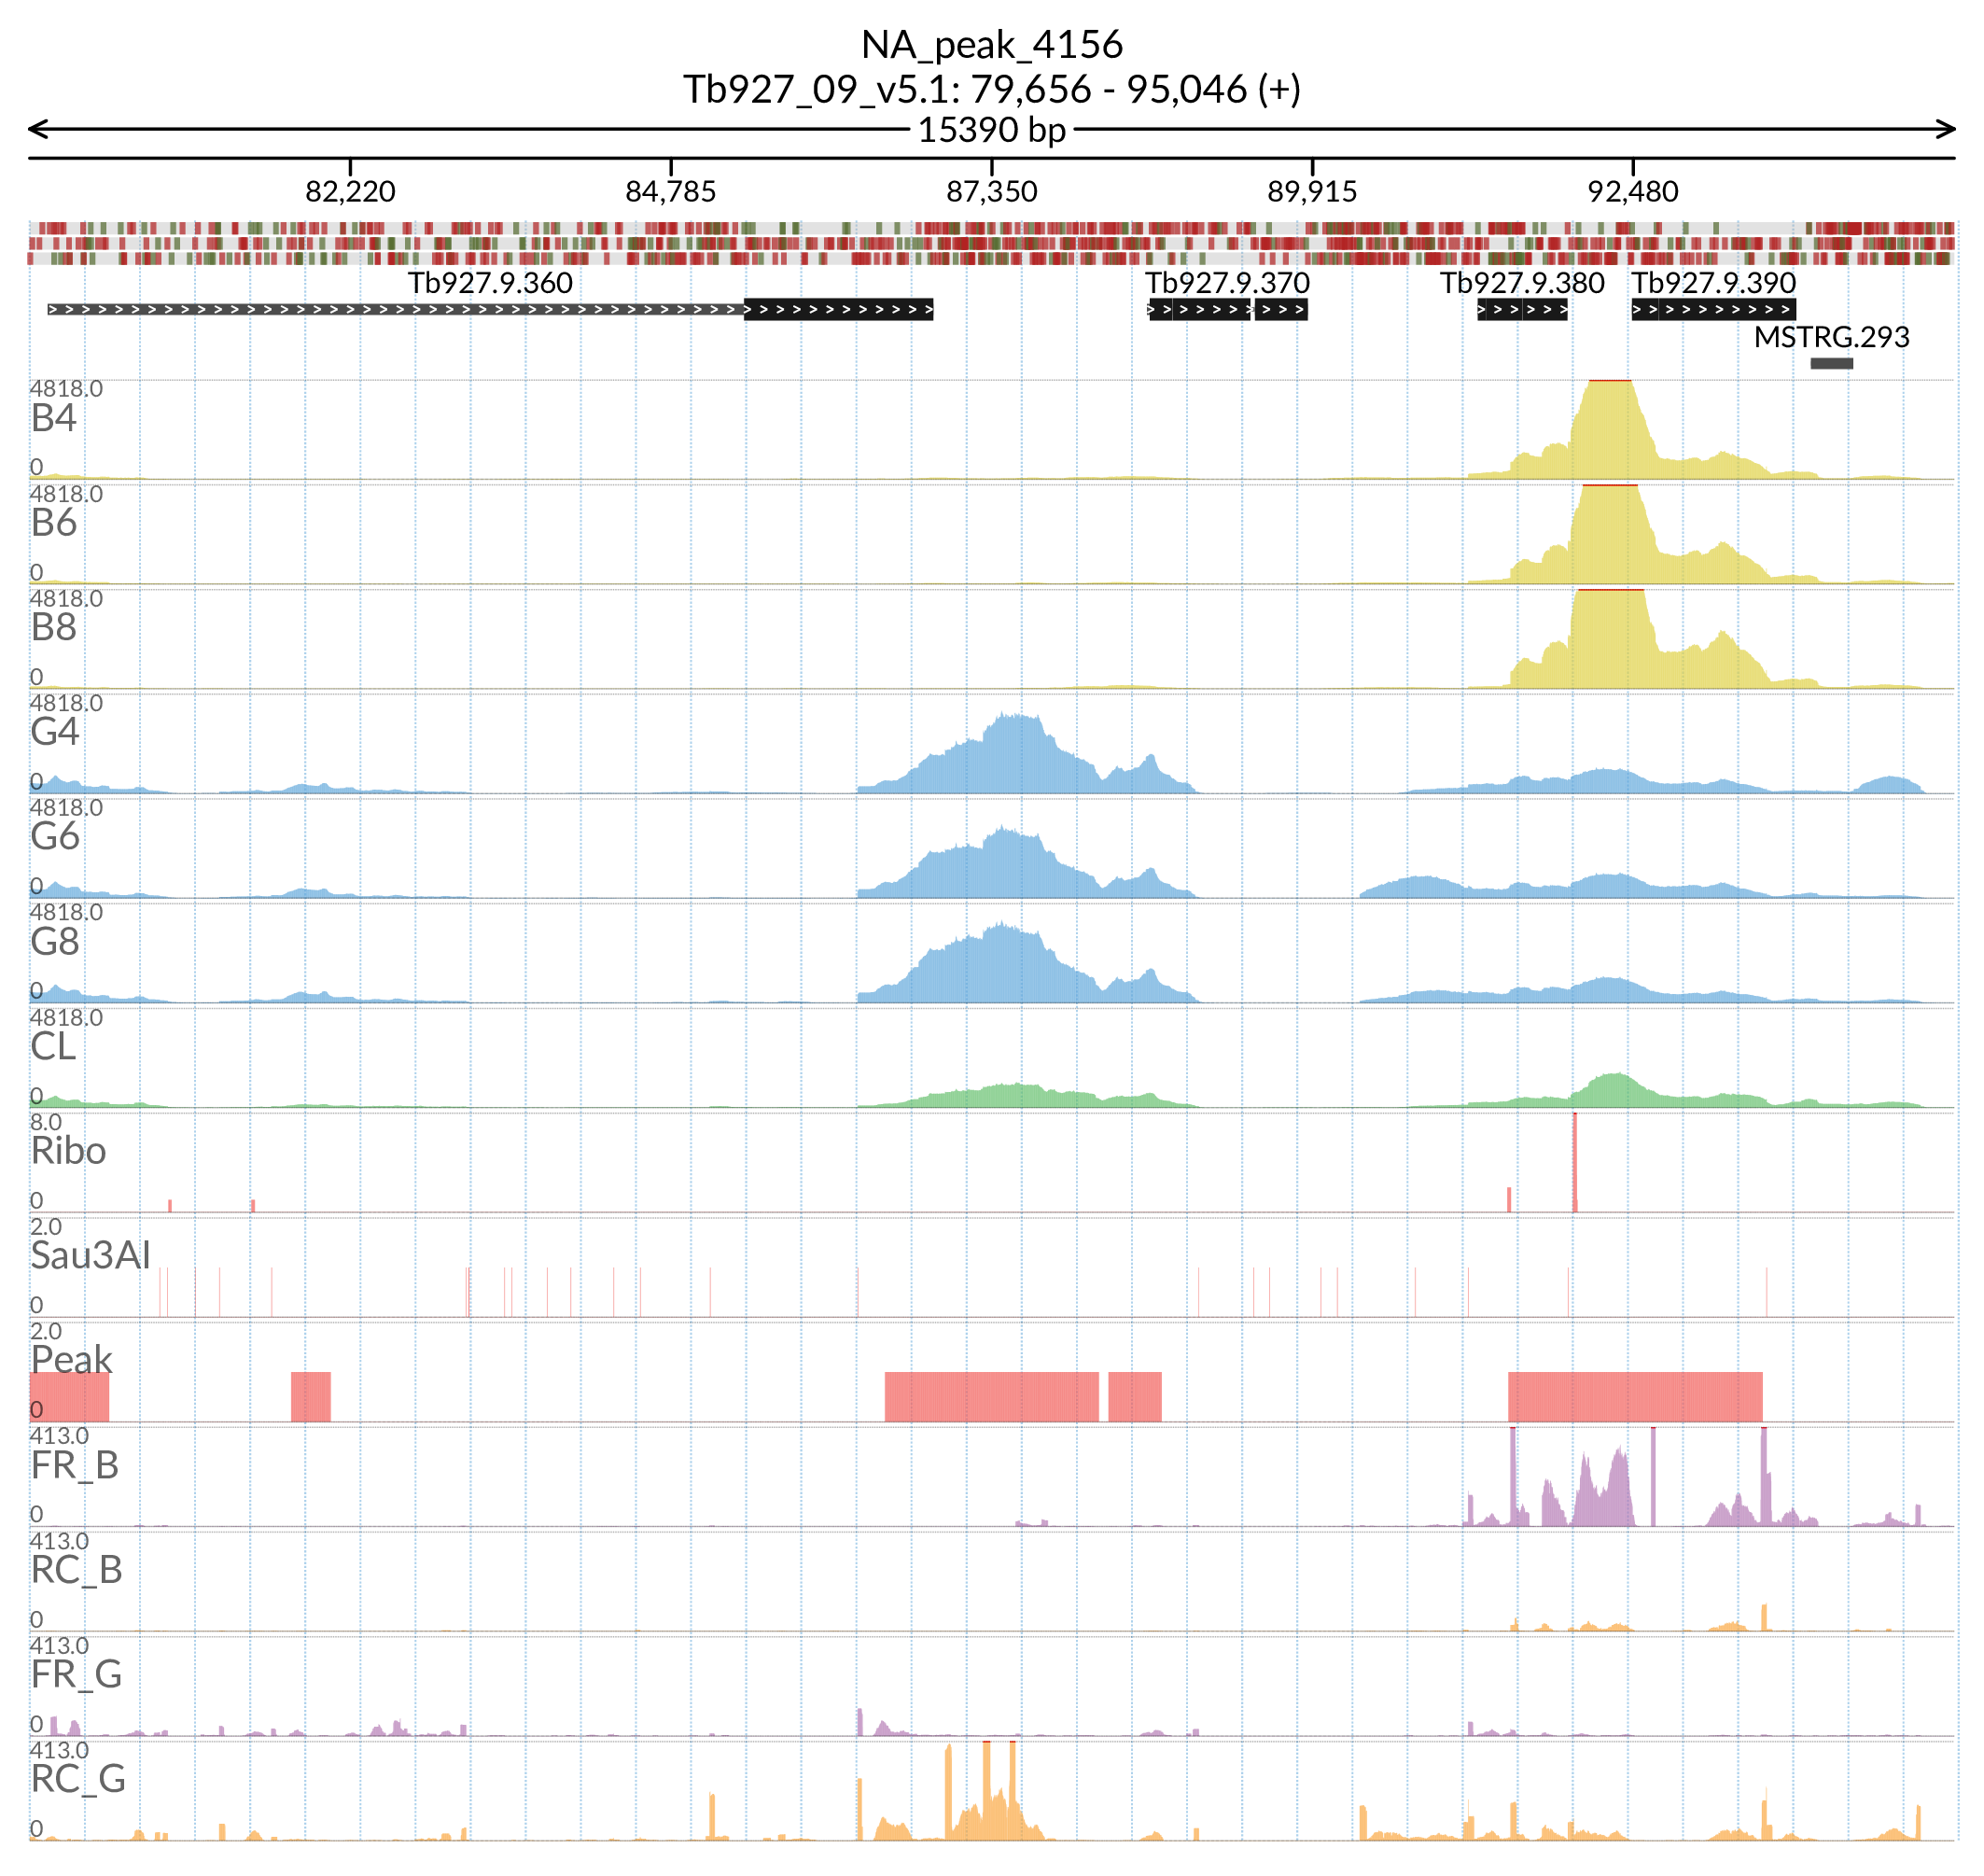 NA_peak_4156
Tb927_09_v5.1: 79,656 - 95,046 (+)
15390 bp
82,220 84,785 87,350 89,915 92,480
Tb927.9.360 Tb927.9.370 Tb927.9.380 Tb927.9.390
MSTRG.293
4818.0
B4
0
4818.0
B6
0
4818.0
B8
0
4818.0
G4
0
4818.0
G6
0
4818.0
G8
0
4818.0
CL
0
8.0
Ribo
0
2.0
Sau3AI
0
2.0
Peak
0
413.0
FR_B
0
413.0
RC_B
0
413.0
FR_G
0
413.0
RC_G
0